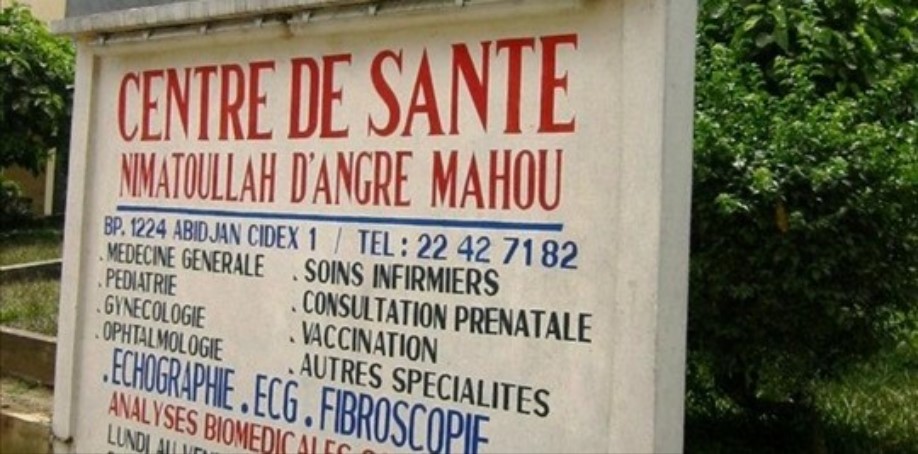 CENTRE DE SANTE
NIMATOULLAH D'ANGRE MAHOU
BP. 1224 ABIDJAN CIDEX 1 / TEL : 22 42 71 82
. MEDECINE GENERALE
. PEDIATRIE
. GYNECOLOGIE
. OPHTALMOLOGIE
. SOINS INFIRMIERS
. CONSULTATION PRENATALE
. VACCINATION
. AUTRES SPECIALITES
. ECHOGRAPHIE . ECG . FIBROSCOPIE
ANALYSES BIOMEDICALES
LUNDI AU